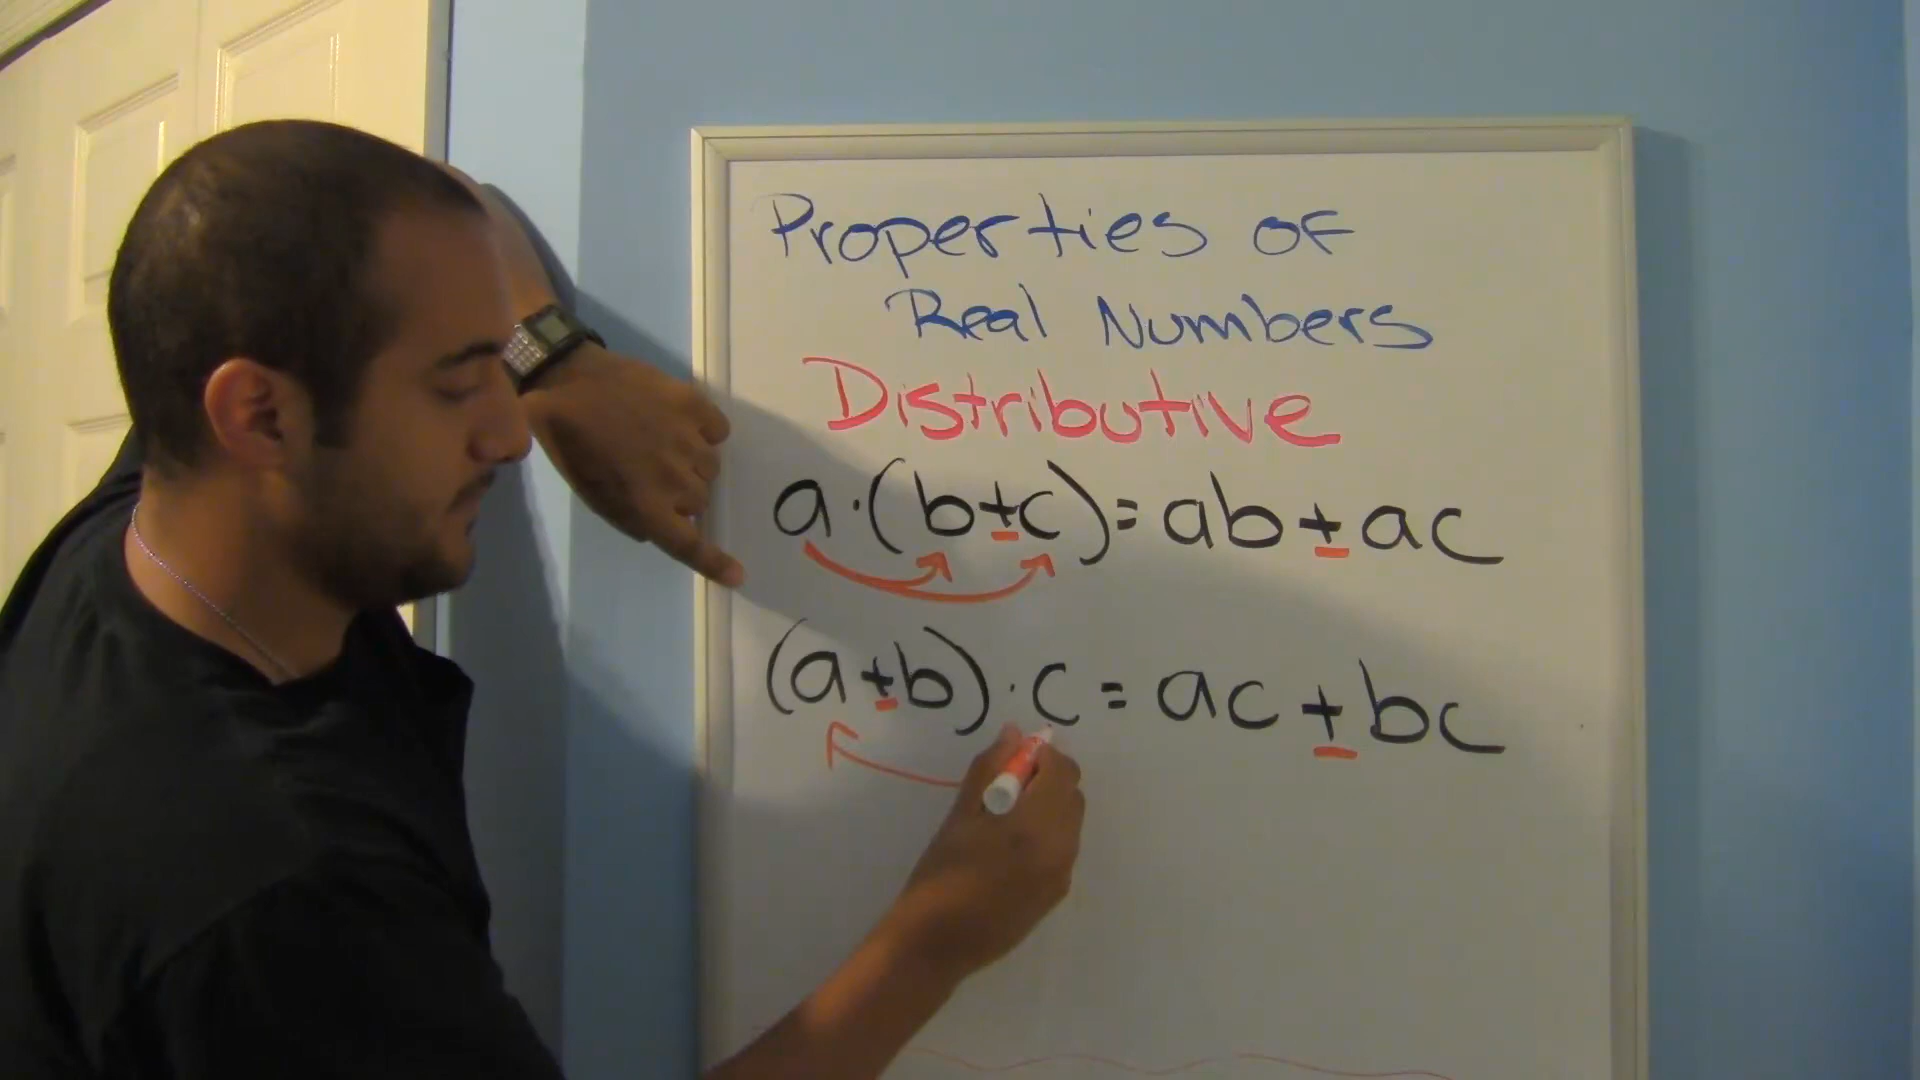 Properties of
Real Numbers
Distributive
a·(b±c)=ab±ac
(a±b)·c=ac±bc